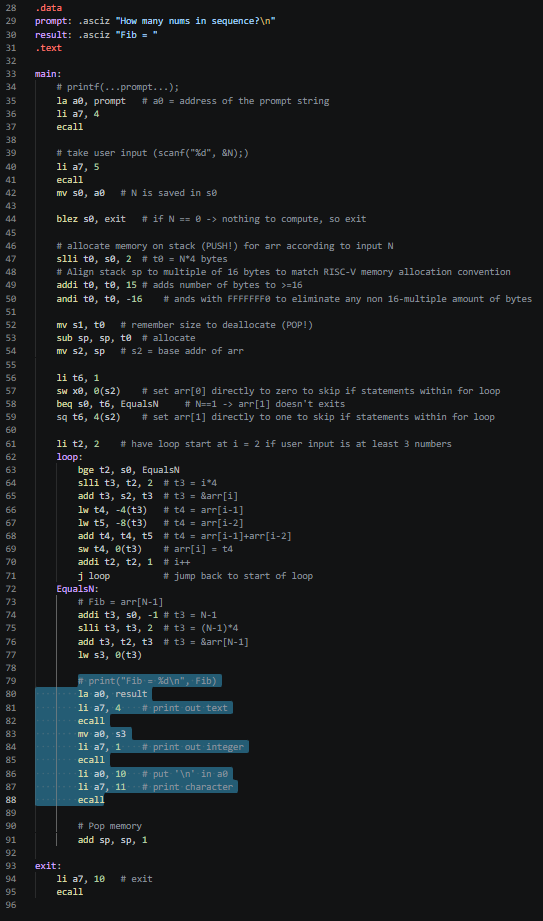 28 .data
29 prompt: .asciz "How many nums in sequence?\n"
30 result: .asciz "Fib = "
31 .text
32
33 main:
34 # printf(...prompt...);
35 la a0, prompt # a0 = address of the prompt string
36 li a7, 4
37 ecall
38
39 # take user input (scanf("%d", &N);)
40 li a7, 5
41 ecall
42 mv s0, a0 # N is saved in s0
43
44 blez s0, exit # if N == 0 -> nothing to compute, so exit
45
46 # allocate memory on stack (PUSH!) for arr according to input N
47 slli t0, s0, 2 # t0 = N*4 bytes
48 # Align stack sp to multiple of 16 bytes to match RISC-V memory allocation convention
49 addi t0, t0, 15 # adds number of bytes to >=16
50 andi t0, t0, -16 # ands with FFFFFFF0 to eliminate any non 16-multiple amount of bytes
51
52 mv s1, t0 # remember size to deallocate (POP!)
53 sub sp, sp, t0 # allocate
54 mv s2, sp # s2 = base addr of arr
55
56 li t6, 1
57 sw x0, 0(s2) # set arr[0] directly to zero to skip if statements within for loop
58 beq s0, t6, EqualsN # N==1 -> arr[1] doesn't exits
59 sq t6, 4(s2) # set arr[1] directly to one to skip if statements within for loop
60
61 li t2, 2 # have loop start at i = 2 if user input is at least 3 numbers
62 loop:
63 bge t2, s0, EqualsN
64 slli t3, t2, 2 # t3 = i*4
65 add t3, s2, t3 # t3 = &arr[i]
66 lw t4, -4(t3) # t4 = arr[i-1]
67 lw t5, -8(t3) # t4 = arr[i-2]
68 add t4, t4, t5 # t4 = arr[i-1]+arr[i-2]
69 sw t4, 0(t3) # arr[i] = t4
70 addi t2, t2, 1 # i++
71 j loop # jump back to start of loop
72 EqualsN:
73 # Fib = arr[N-1]
74 addi t3, s0, -1 # t3 = N-1
75 slli t3, t3, 2 # t3 = (N-1)*4
76 add t3, t2, t3 # t3 = &arr[N-1]
77 lw s3, 0(t3)
78
79 # print("Fib = %d\n", Fib)
80 la a0, result
81 li a7, 4 # print out text
82 ecall
83 mv a0, s3
84 li a7, 1 # print out integer
85 ecall
86 li a0, 10 # put '\n' in a0
87 li a7, 11 # print character
88 ecall
89
90 # Pop memory
91 add sp, sp, 1
92
93 exit:
94 li a7, 10 # exit
95 ecall
96